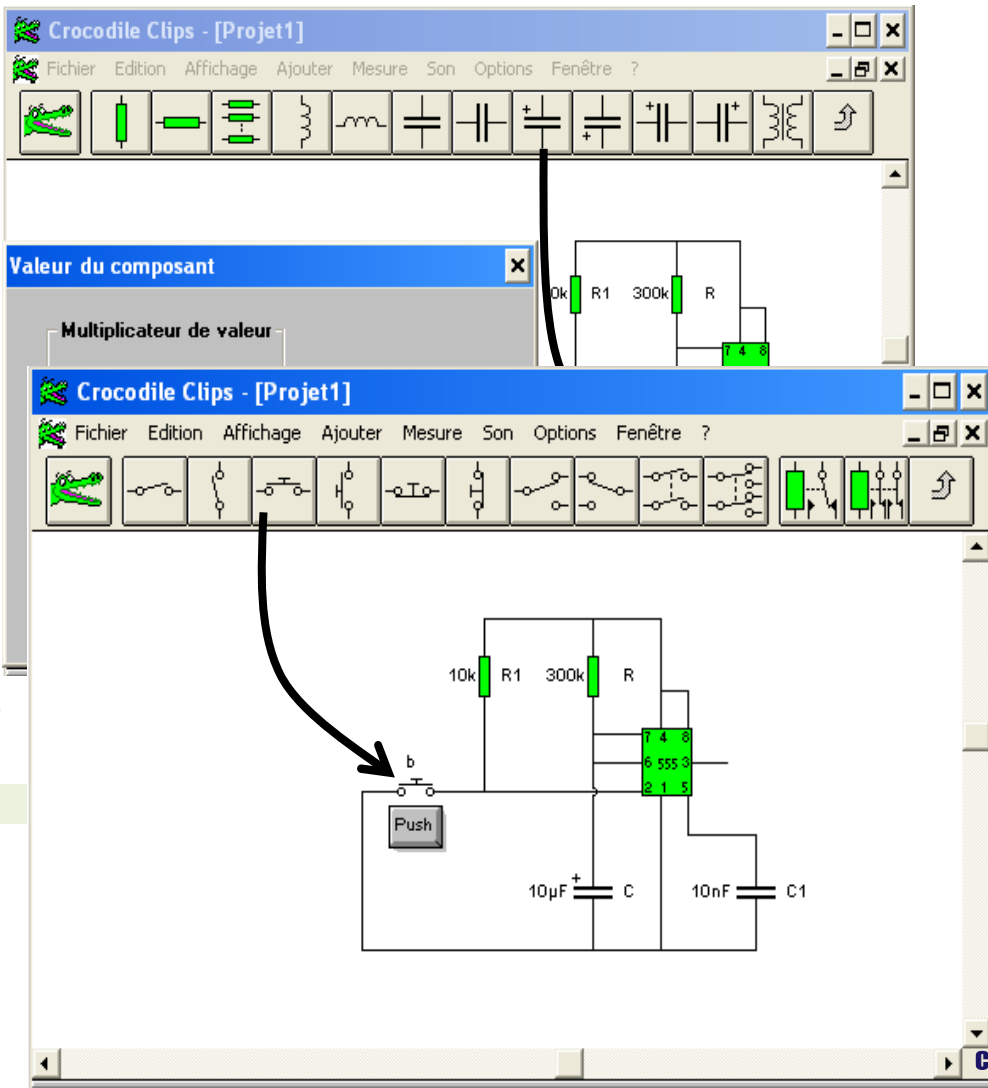 Crocodile Clips - [Projet1]
Fichier Edition Affichage Ajouter Mesure Son Options Fenêtre ?
R1 300k R
7 4 8
Valeur du composant
Multiplicateur de valeur
Crocodile Clips - [Projet1]
Fichier Edition Affichage Ajouter Mesure Son Options Fenêtre ?
10k R1 300k R
7 4 8
b
6 555 3
2 1 5
Push
10µF + C 10nF C1